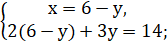 x = 6 − y,
2(6 − y) + 3y = 14;